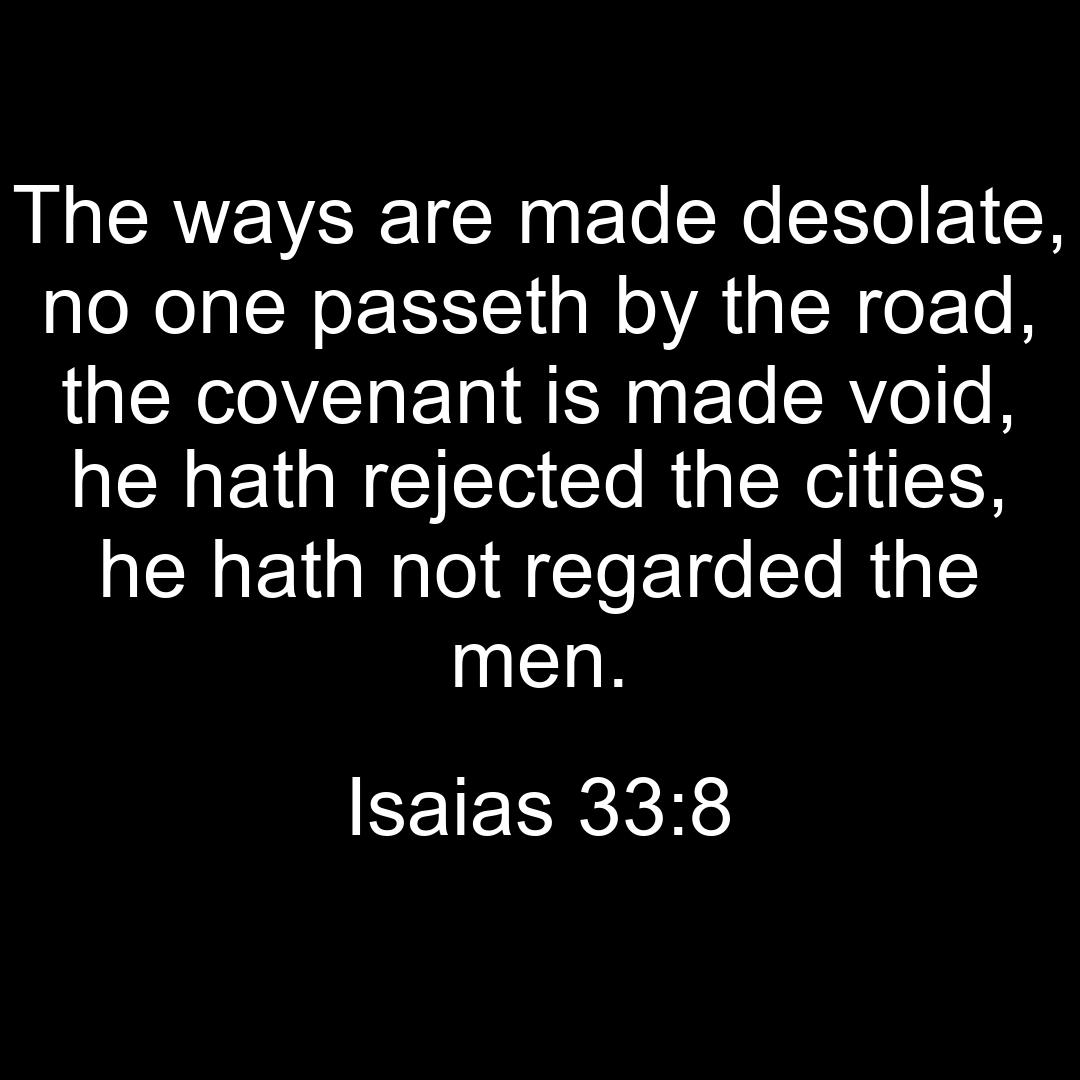 The ways are made desolate,
no one passeth by the road,
the covenant is made void,
he hath rejected the cities,
he hath not regarded the
men.
Isaias 33:8